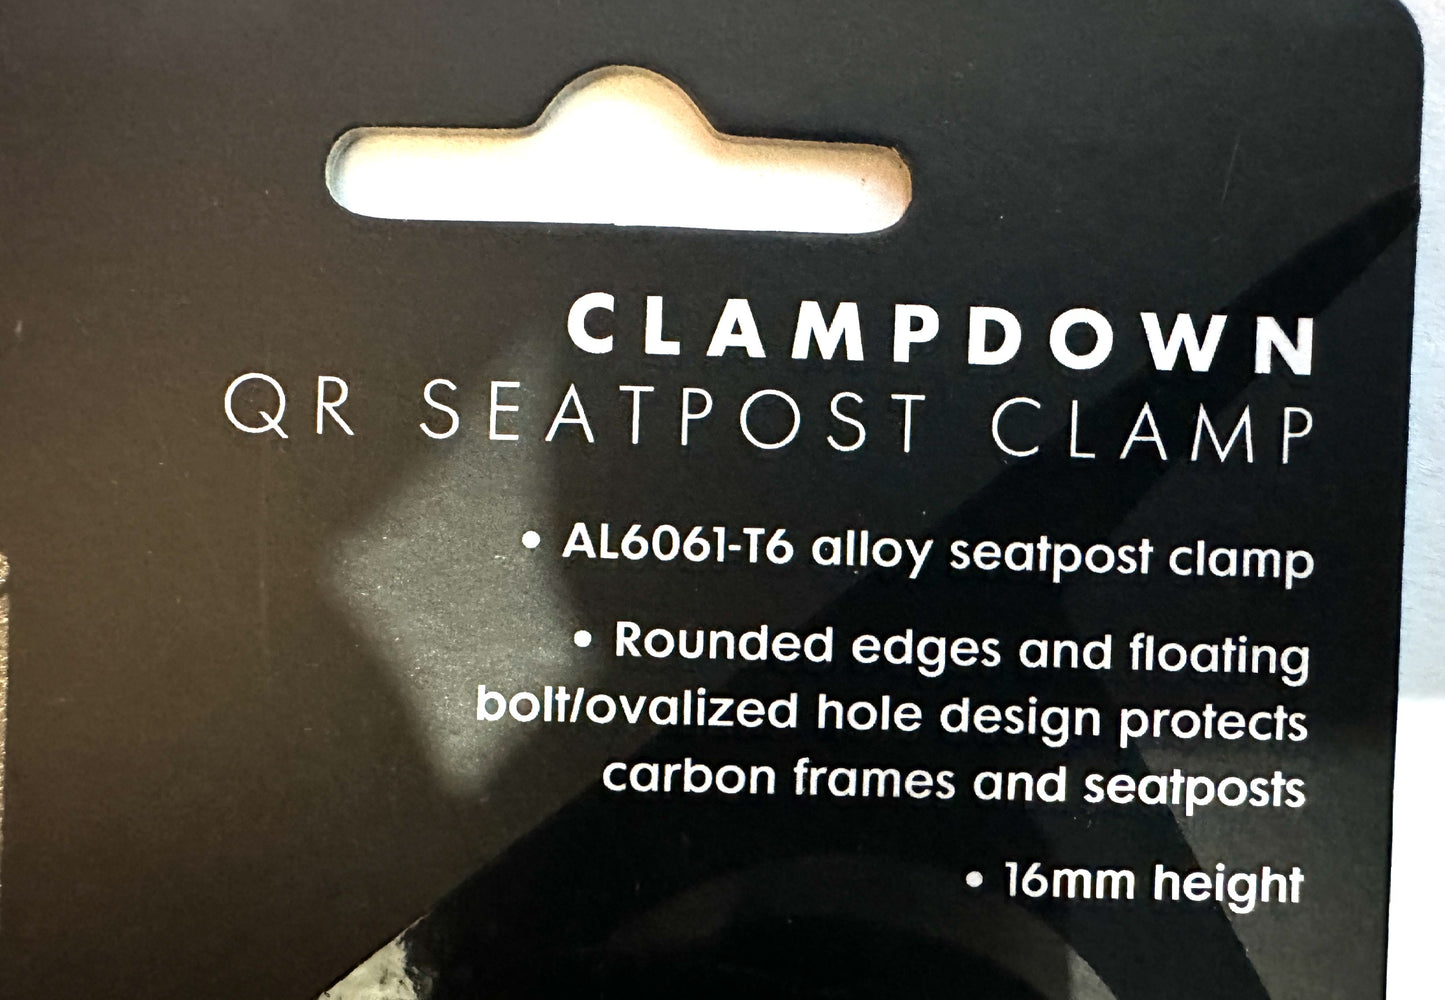 CLAMPDOWN
QR SEATPOST CLAMP
• AL6061-T6 alloy seatpost clamp
• Rounded edges and floating
bolt/ovalized hole design protects
carbon frames and seatposts
• 16mm height